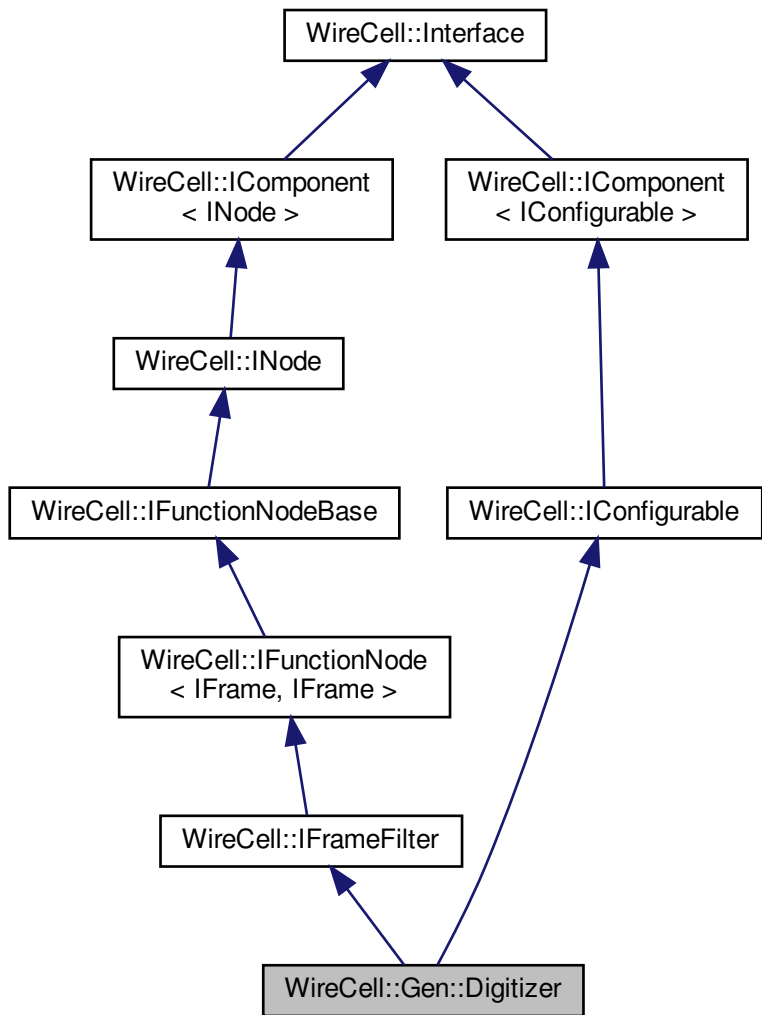 WireCell::Interface
WireCell::IComponent
< INode >
WireCell::IComponent
< IConfigurable >
WireCell::INode
WireCell::IFunctionNodeBase
WireCell::IConfigurable
WireCell::IFunctionNode
< IFrame, IFrame >
WireCell::IFrameFilter
WireCell::Gen::Digitizer